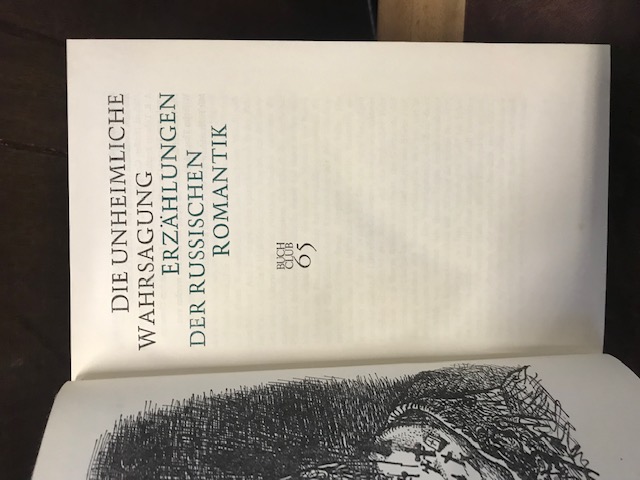 DIE UNHEIMLICHE
WAHRSAGUNG
ERZÄHLUNGEN
DER RUSSISCHEN
ROMANTIK
BUCH
CLUB
65